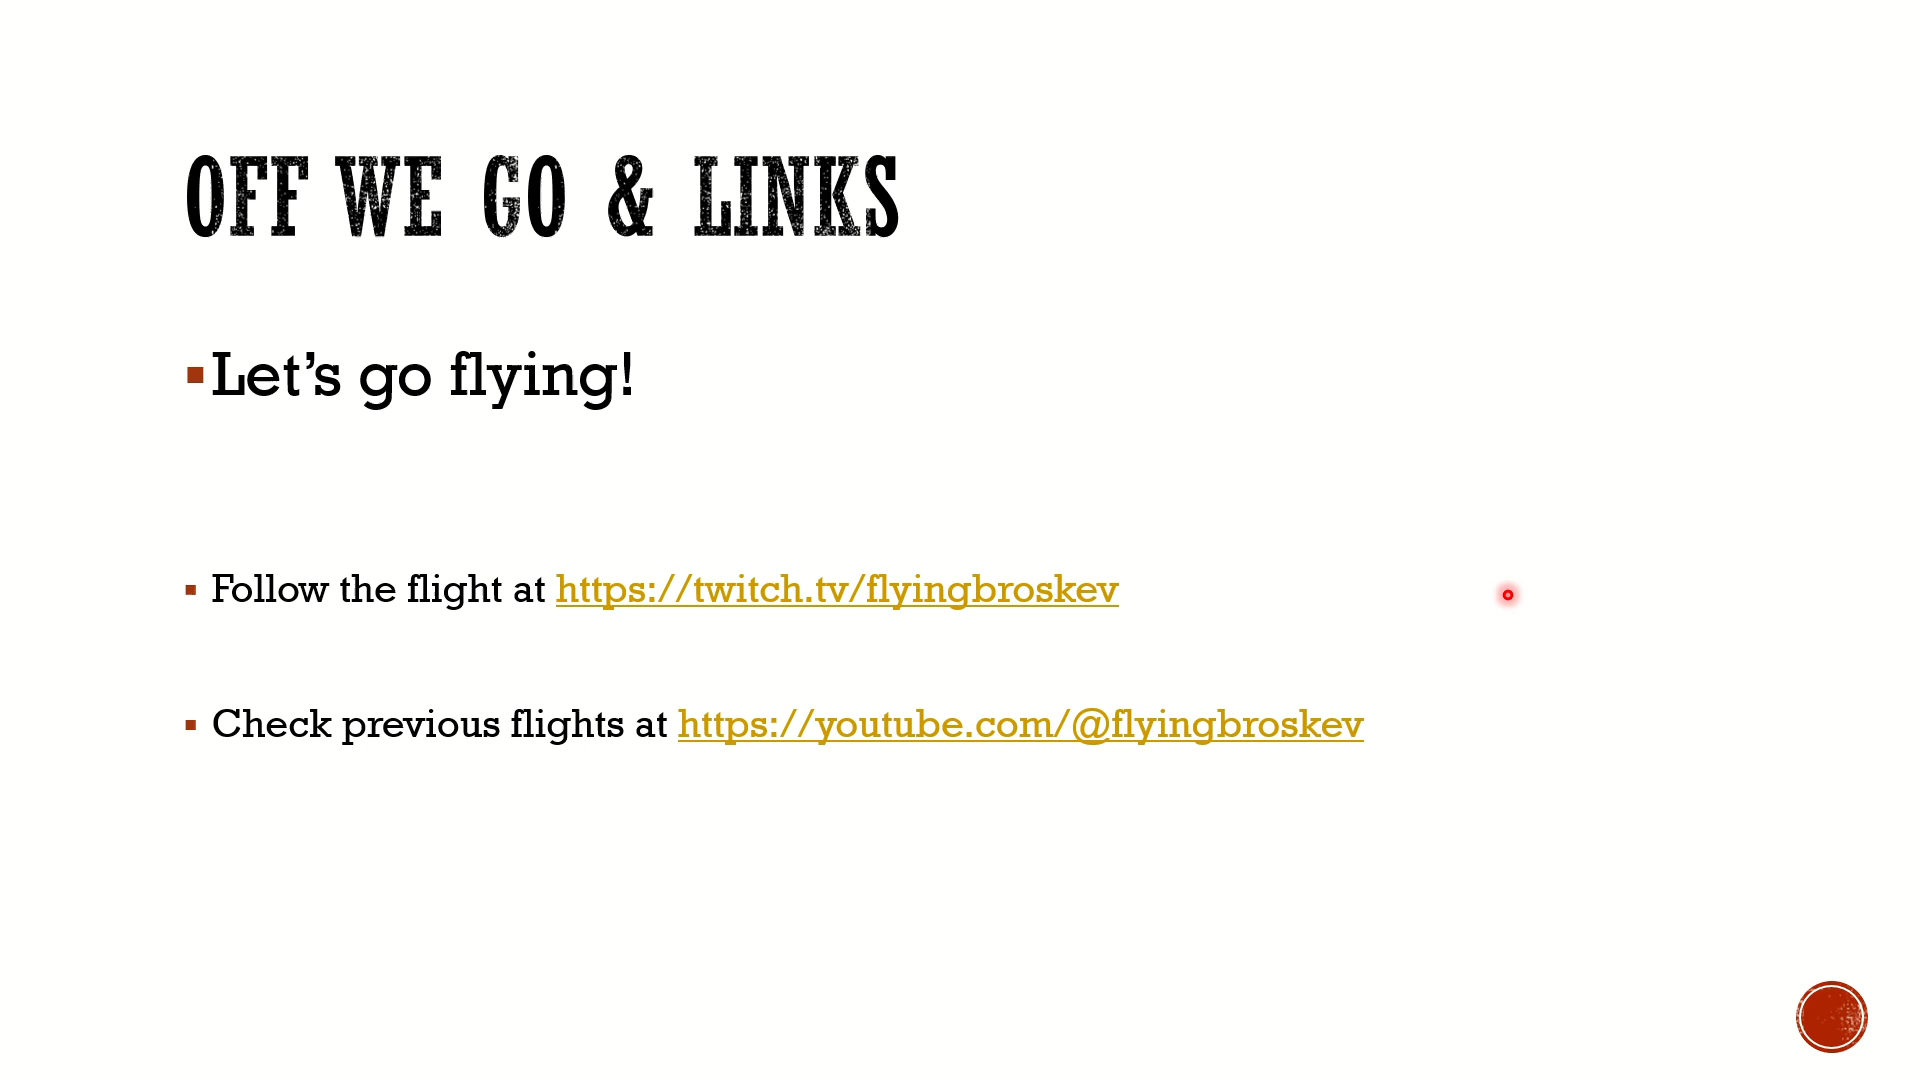 OFF WE GO & LINKS
▪Let’s go flying!
▪ Follow the flight at https://twitch.tv/flyingbroskev
▪ Check previous flights at https://youtube.com/@flyingbroskev